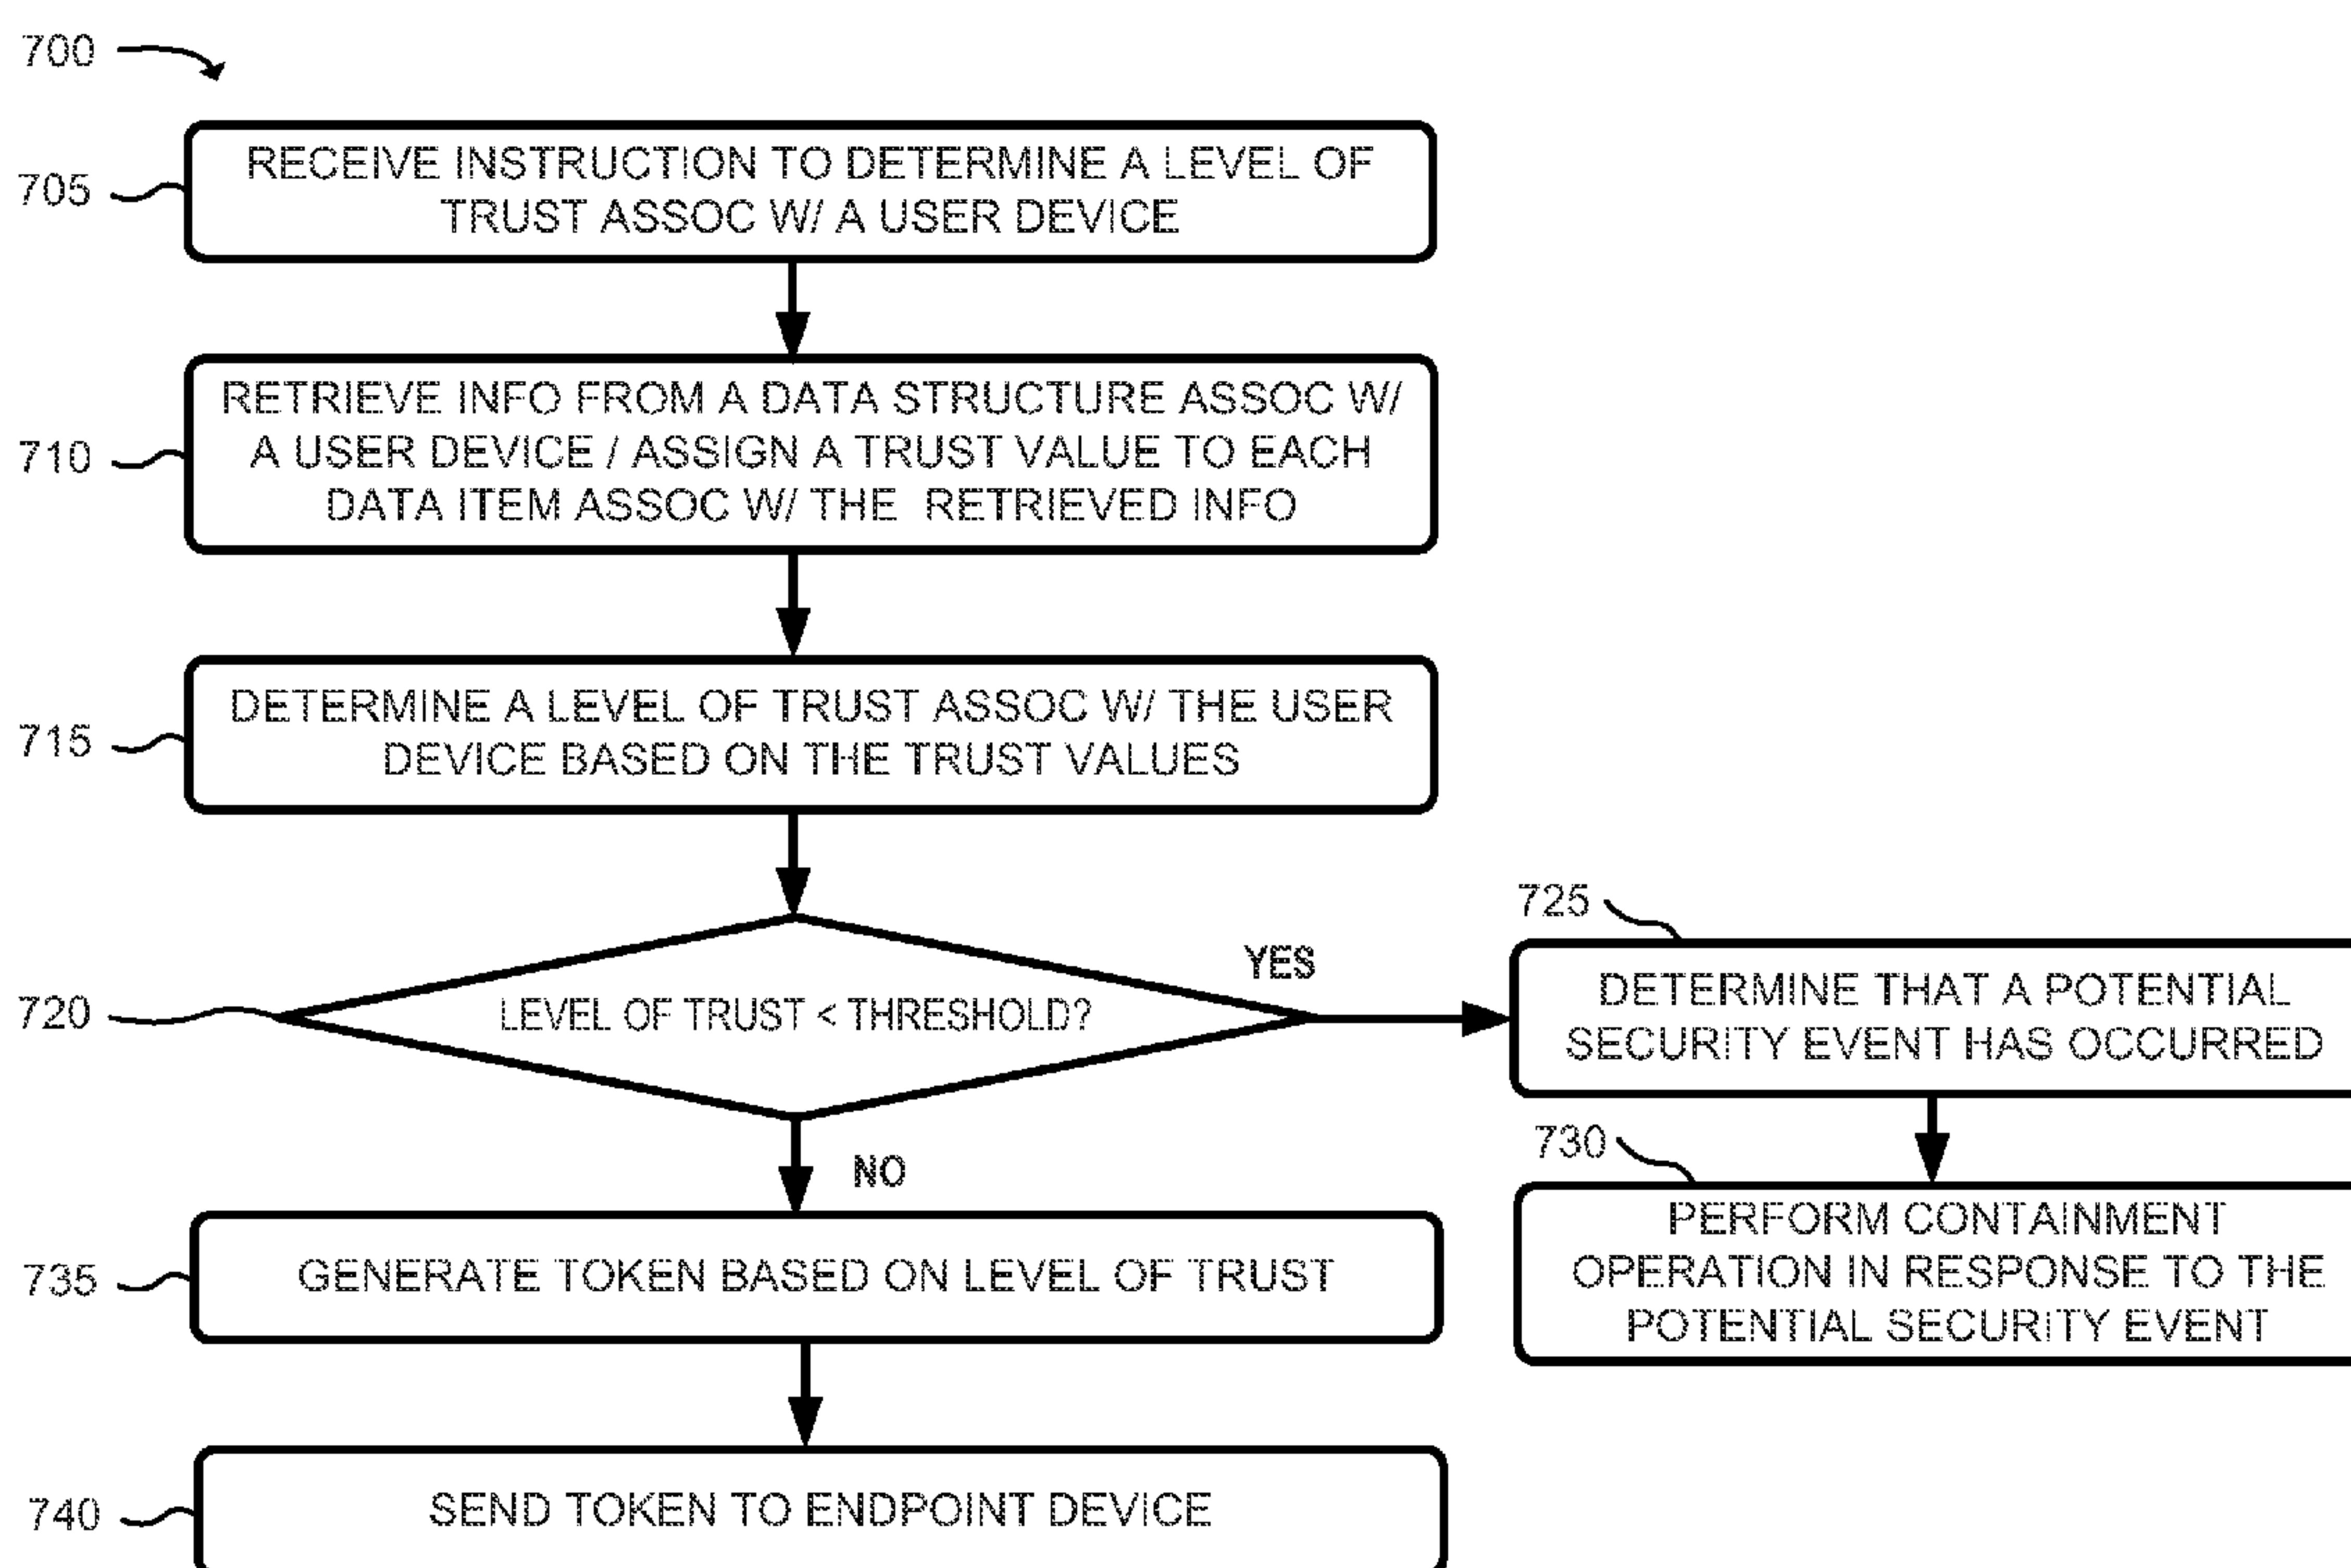 700
705
RECEIVE INSTRUCTION TO DETERMINE A LEVEL OF
TRUST ASSOC W/ A USER DEVICE
710
RETRIEVE INFO FROM A DATA STRUCTURE ASSOC W/
A USER DEVICE / ASSIGN A TRUST VALUE TO EACH
DATA ITEM ASSOC W/ THE RETRIEVED INFO
715
DETERMINE A LEVEL OF TRUST ASSOC W/ THE USER
DEVICE BASED ON THE TRUST VALUES
720
LEVEL OF TRUST < THRESHOLD?
YES
725
DETERMINE THAT A POTENTIAL
SECURITY EVENT HAS OCCURRED
730
PERFORM CONTAINMENT
OPERATION IN RESPONSE TO THE
POTENTIAL SECURITY EVENT
NO
735
GENERATE TOKEN BASED ON LEVEL OF TRUST
740
SEND TOKEN TO ENDPOINT DEVICE